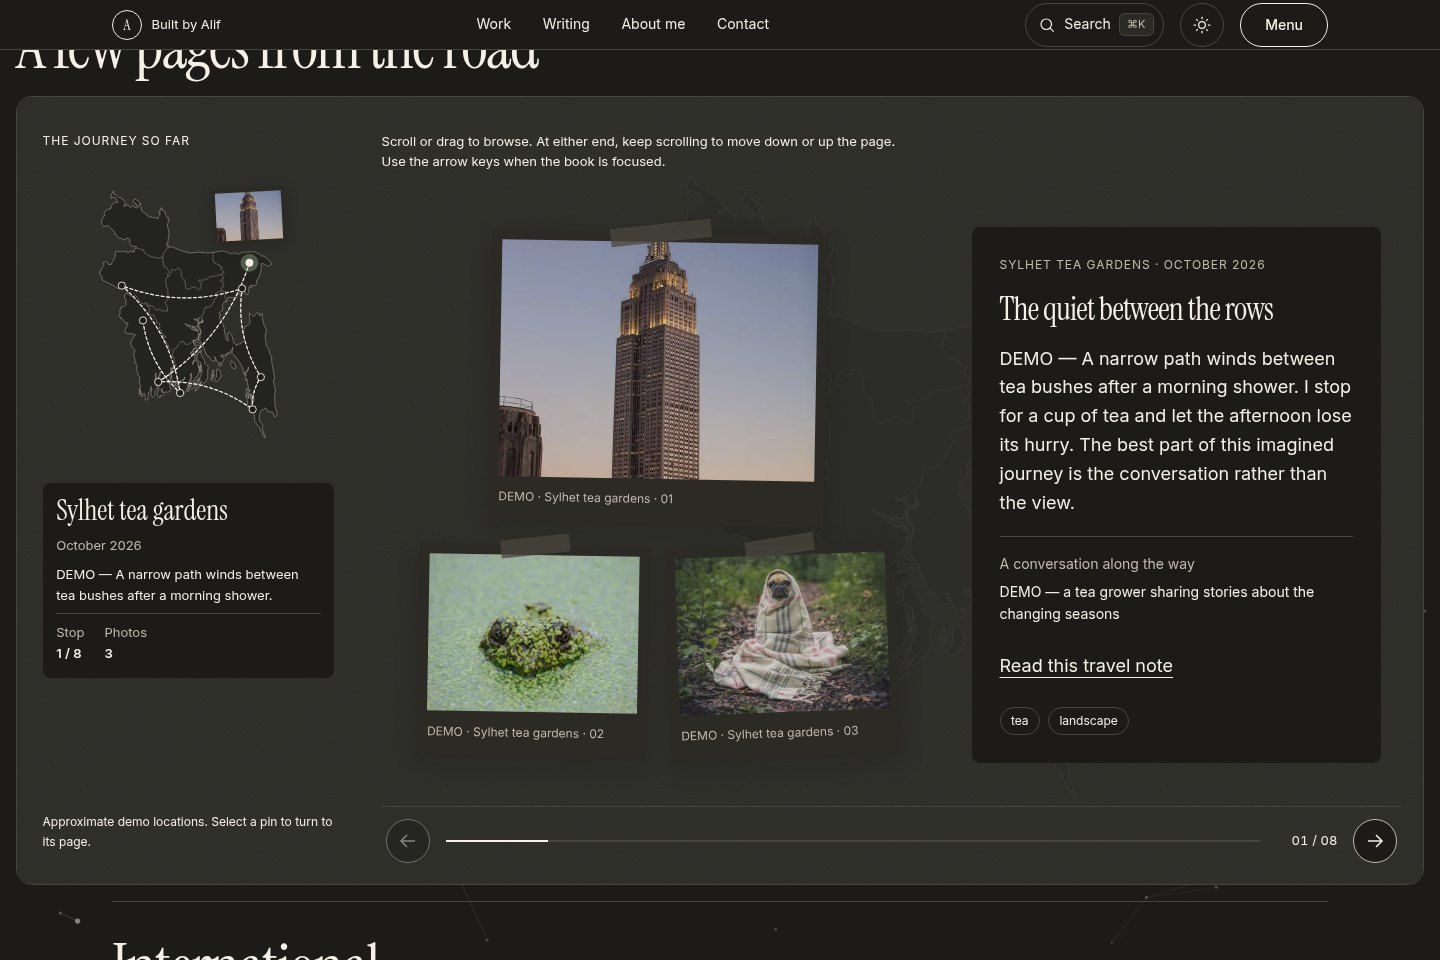 A
Built by Alif
Work
Writing
About me
Contact
Search
⌘K
Menu
A few pages from the road
THE JOURNEY SO FAR
Scroll or drag to browse. At either end, keep scrolling to move down or up the page.
Use the arrow keys when the book is focused.
DEMO · Sylhet tea gardens · 01
DEMO · Sylhet tea gardens · 02
DEMO · Sylhet tea gardens · 03
SYLHET TEA GARDENS · OCTOBER 2026
The quiet between the rows
DEMO — A narrow path winds between
tea bushes after a morning shower. I stop
for a cup of tea and let the afternoon lose
its hurry. The best part of this imagined
journey is the conversation rather than
the view.
A conversation along the way
DEMO — a tea grower sharing stories about the
changing seasons
Read this travel note
tea
landscape
Sylhet tea gardens
October 2026
DEMO — A narrow path winds between
tea bushes after a morning shower.
Stop
Photos
1 / 8
3
Approximate demo locations. Select a pin to turn to
its page.
01 / 08
International